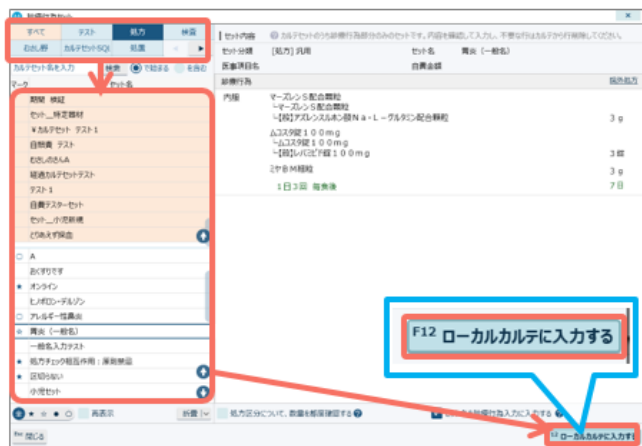 診療行為セット
すべて テスト 処方 検査
むさし野 カルテセットSQL 処置
カルテセット名を入力 検索 で始まる を含む
マーク セット名
期間 検証
セット__特定器材
¥カルテセット テスト1
自賠責 テスト
むさしのさんA
経過カルテセットテスト
テスト1
自費テスターセット
セット__小児新規
とりあえず採血
A
おくすりです
オンライン
ヒノポロン-デルゾン
アレルギー性鼻炎
胃炎（一般名）
一般名入力テスト
処方チェック相互作用：原則禁忌
区切らない
小児セット
再表示 折畳
Esc 閉じる
セット内容 カルテセットのうち診療行為部分のみのセットです。内容を確認して入力し、不要な行はカルテから行削除してください。
セット分類 [処方] 汎用 セット名 胃炎（一般名）
医事項目名 自費金額
診療行為 院外処方
内服 マーズレンS配合顆粒
└マーズレンS配合顆粒
└【般】アズレンスルホン酸Na・L－グルタミン配合顆粒 3 g
ムコスタ錠１００ｍｇ
└ムコスタ錠１００ｍｇ
└【般】レバミピド錠１００ｍｇ 3 錠
ミヤBM細粒 3 g
1日3回 毎食後 7日
F12 ローカルカルテに入力する
処方区分について、数量を都度確認する
F12 ローカルカルテに入力する